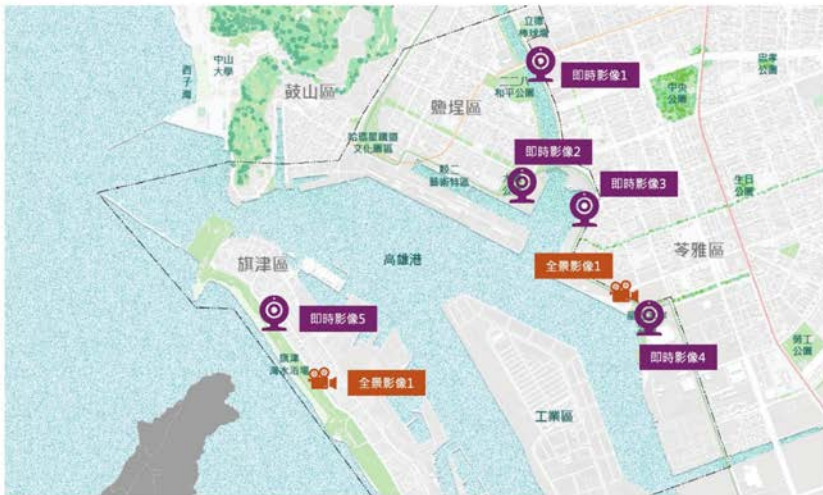 立德
棒球場
即時影像1
忠孝
公園
中山
大學
西子灣
鼓山區
二二八
和平公園
中央
公園
鹽埕區
哈瑪星鐵道
文化園區
即時影像2
駁二
藝術特區
即時影像3
生日
公園
苓雅區
旗津區
高雄港
全景影像1
即時影像5
即時影像4
勞工
公園
旗津
海水浴場
全景影像1
工業區